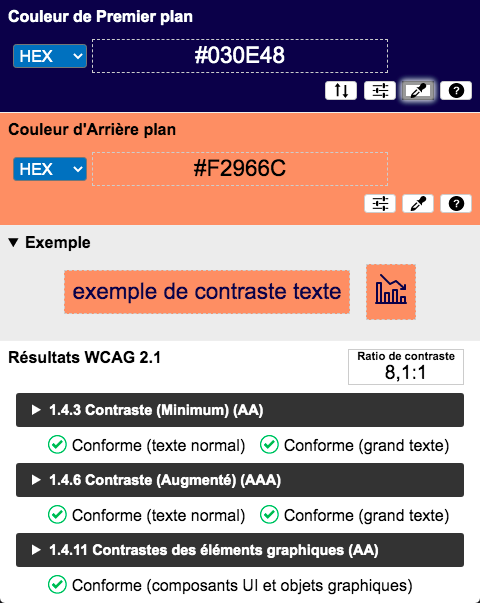 Couleur de Premier plan
HEX #030E48
?
Couleur d'Arrière plan
HEX #F2966C
?
▼ Exemple
exemple de contraste texte
Résultats WCAG 2.1
Ratio de contraste
8,1:1
▶ 1.4.3 Contraste (Minimum) (AA)
Conforme (texte normal) Conforme (grand texte)
▶ 1.4.6 Contraste (Augmenté) (AAA)
Conforme (texte normal) Conforme (grand texte)
▶ 1.4.11 Contrastes des éléments graphiques (AA)
Conforme (composants UI et objets graphiques)